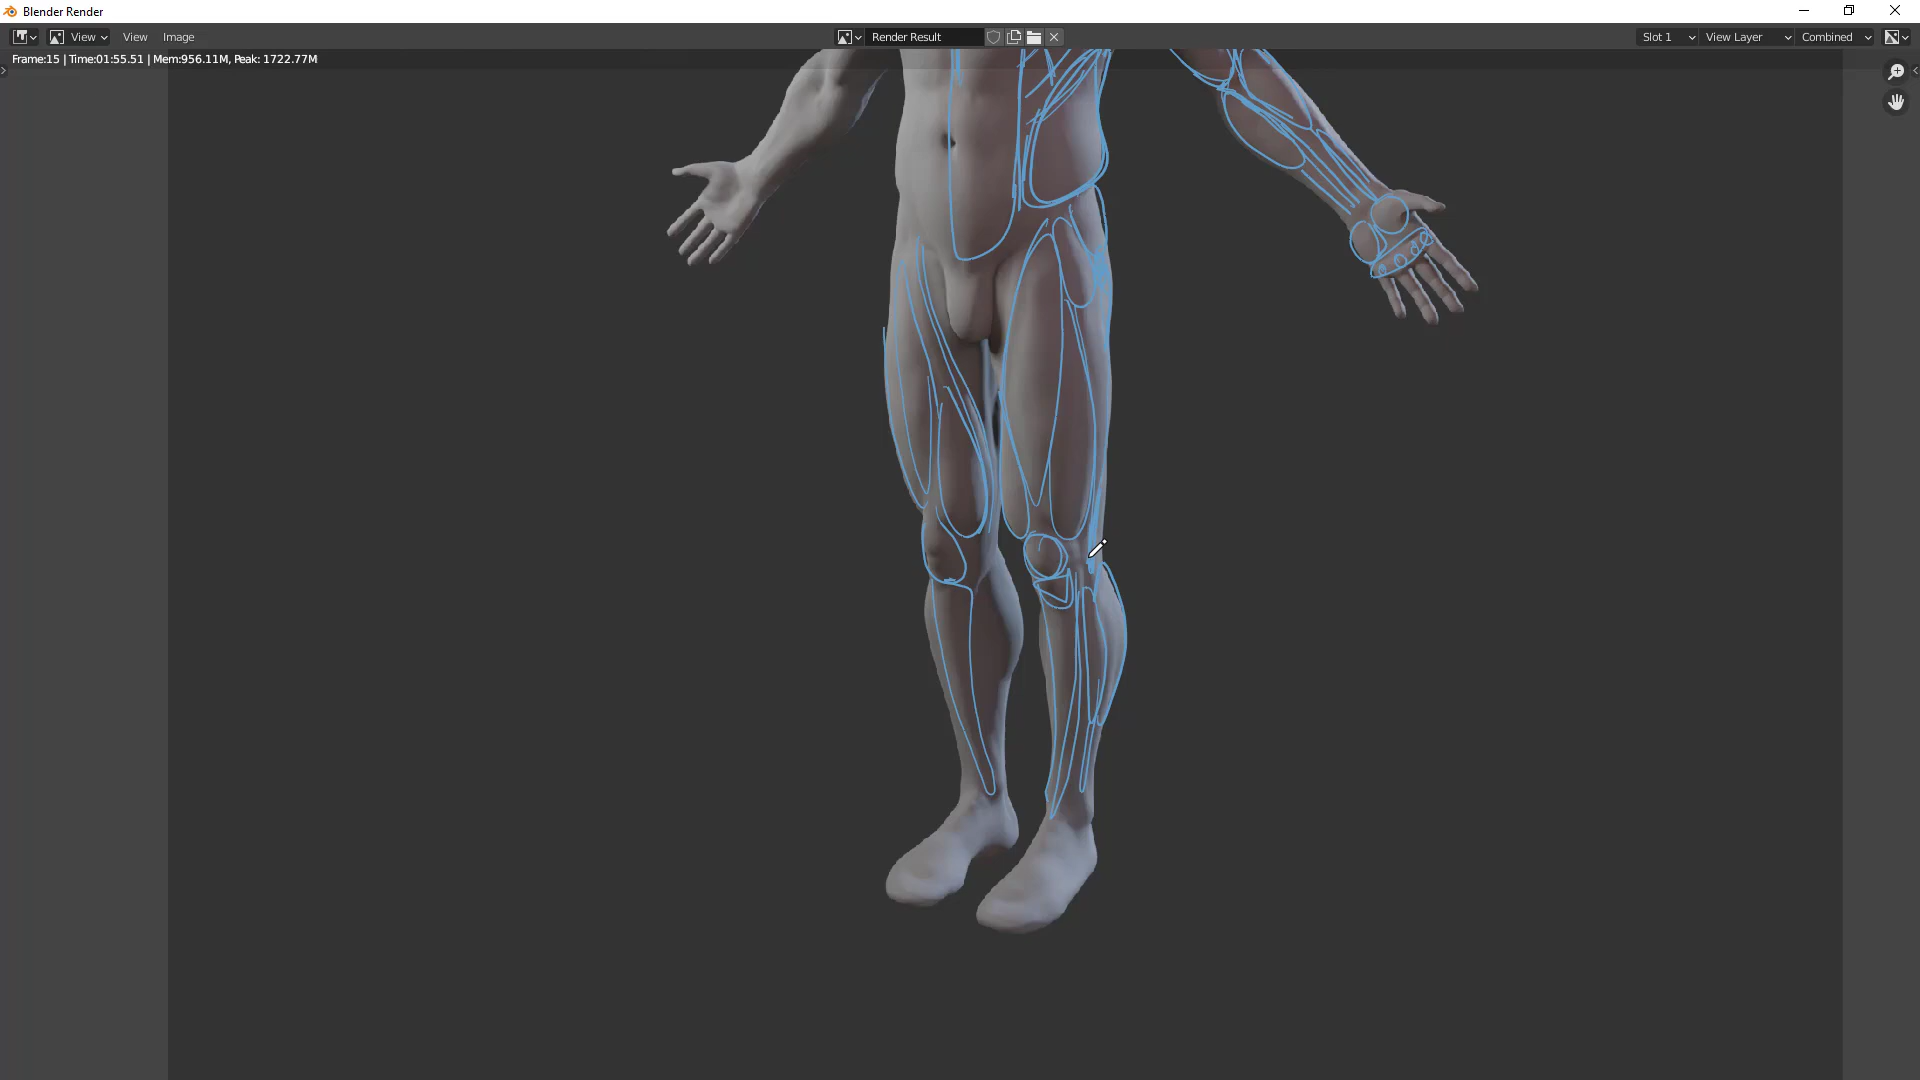 Blender Render
View View Image Render Result Slot 1 View Layer Combined
Frame:15 | Time:01:55.51 | Mem:956.11M, Peak: 1722.77M